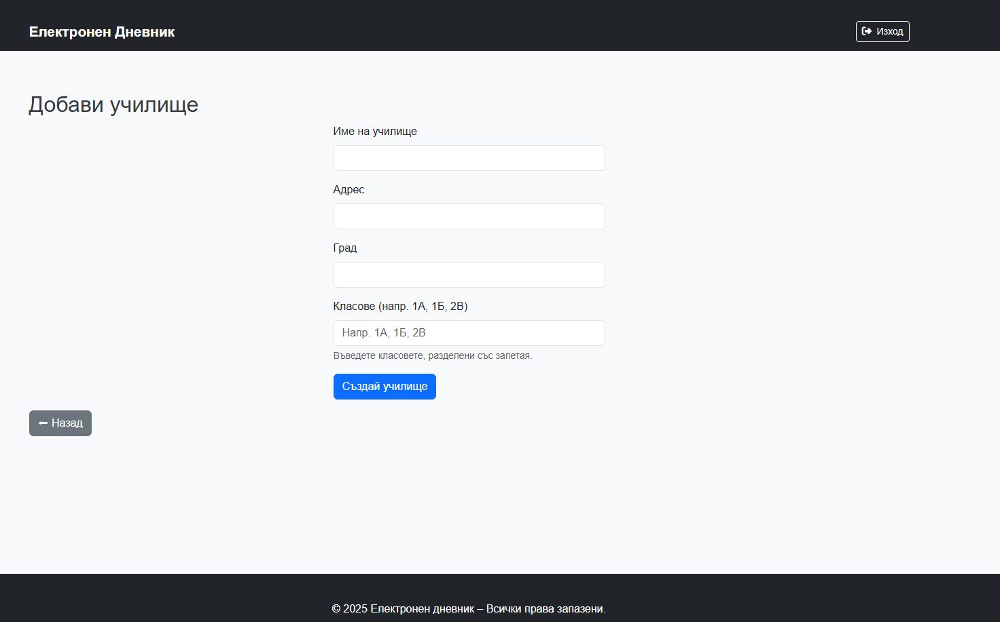 Електронен Дневник
Изход
Добави училище
Име на училище
Адрес
Град
Класове (напр. 1А, 1Б, 2В)
Напр. 1А, 1Б, 2В
Въведете класовете, разделени със запетая.
Създай училище
Назад
© 2025 Електронен дневник – Всички права запазени.